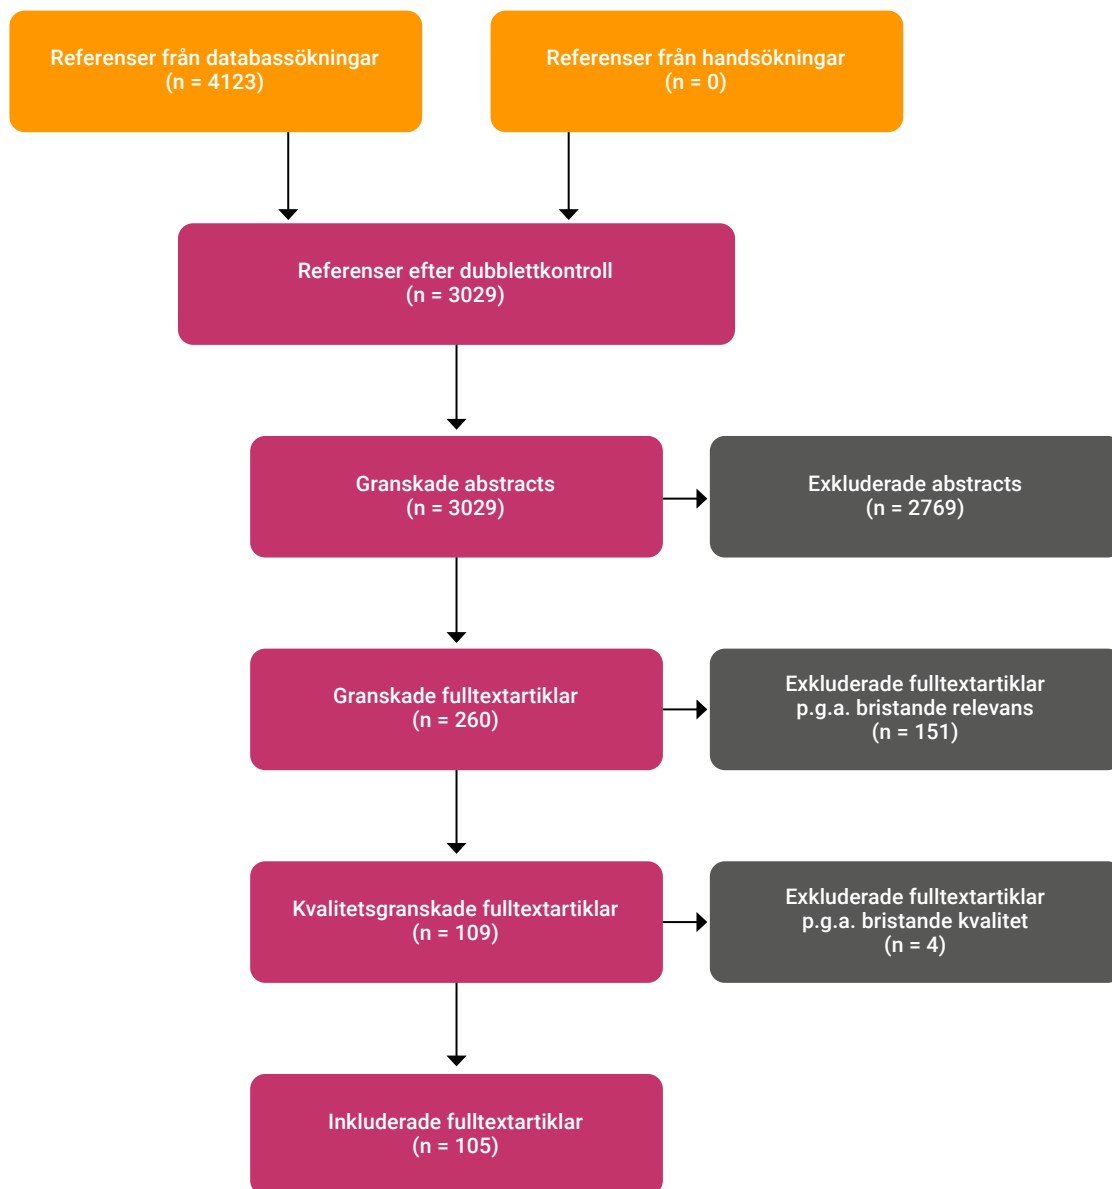 Referenser från databassökningar
(n = 4123)
Referenser från handsökningar
(n = 0)
Referenser efter dubblettkontroll
(n = 3029)
Granskade abstracts
(n = 3029)
Exkluderade abstracts
(n = 2769)
Granskade fulltextartiklar
(n = 260)
Exkluderade fulltextartiklar
p.g.a. bristande relevans
(n = 151)
Kvalitetsgranskade fulltextartiklar
(n = 109)
Exkluderade fulltextartiklar
p.g.a. bristande kvalitet
(n = 4)
Inkluderade fulltextartiklar
(n = 105)